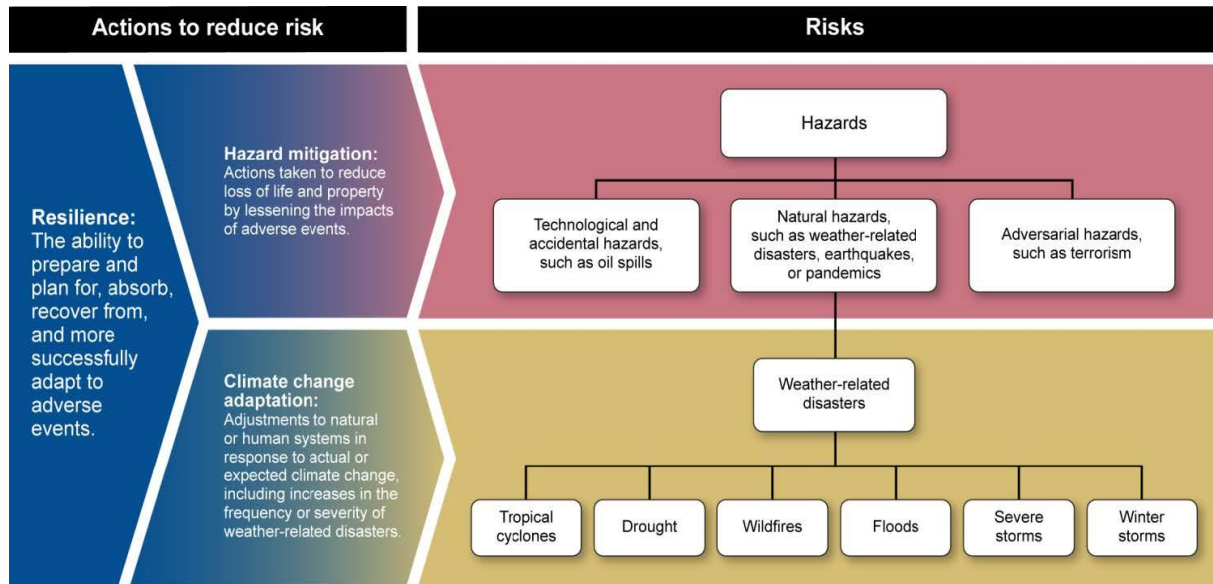 Actions to reduce risk
Risks
Resilience:
The ability to
prepare and
plan for, absorb,
recover from,
and more
successfully
adapt to
adverse
events.
Hazard mitigation:
Actions taken to reduce
loss of life and property
by lessening the impacts
of adverse events.
Climate change
adaptation:
Adjustments to natural
or human systems in
response to actual or
expected climate change,
including increases in the
frequency or severity of
weather-related disasters.
Hazards
Technological and
accidental hazards,
such as oil spills
Natural hazards,
such as weather-related
disasters, earthquakes,
or pandemics
Adversarial hazards,
such as terrorism
Weather-related
disasters
Tropical
cyclones
Drought
Wildfires
Floods
Severe
storms
Winter
storms